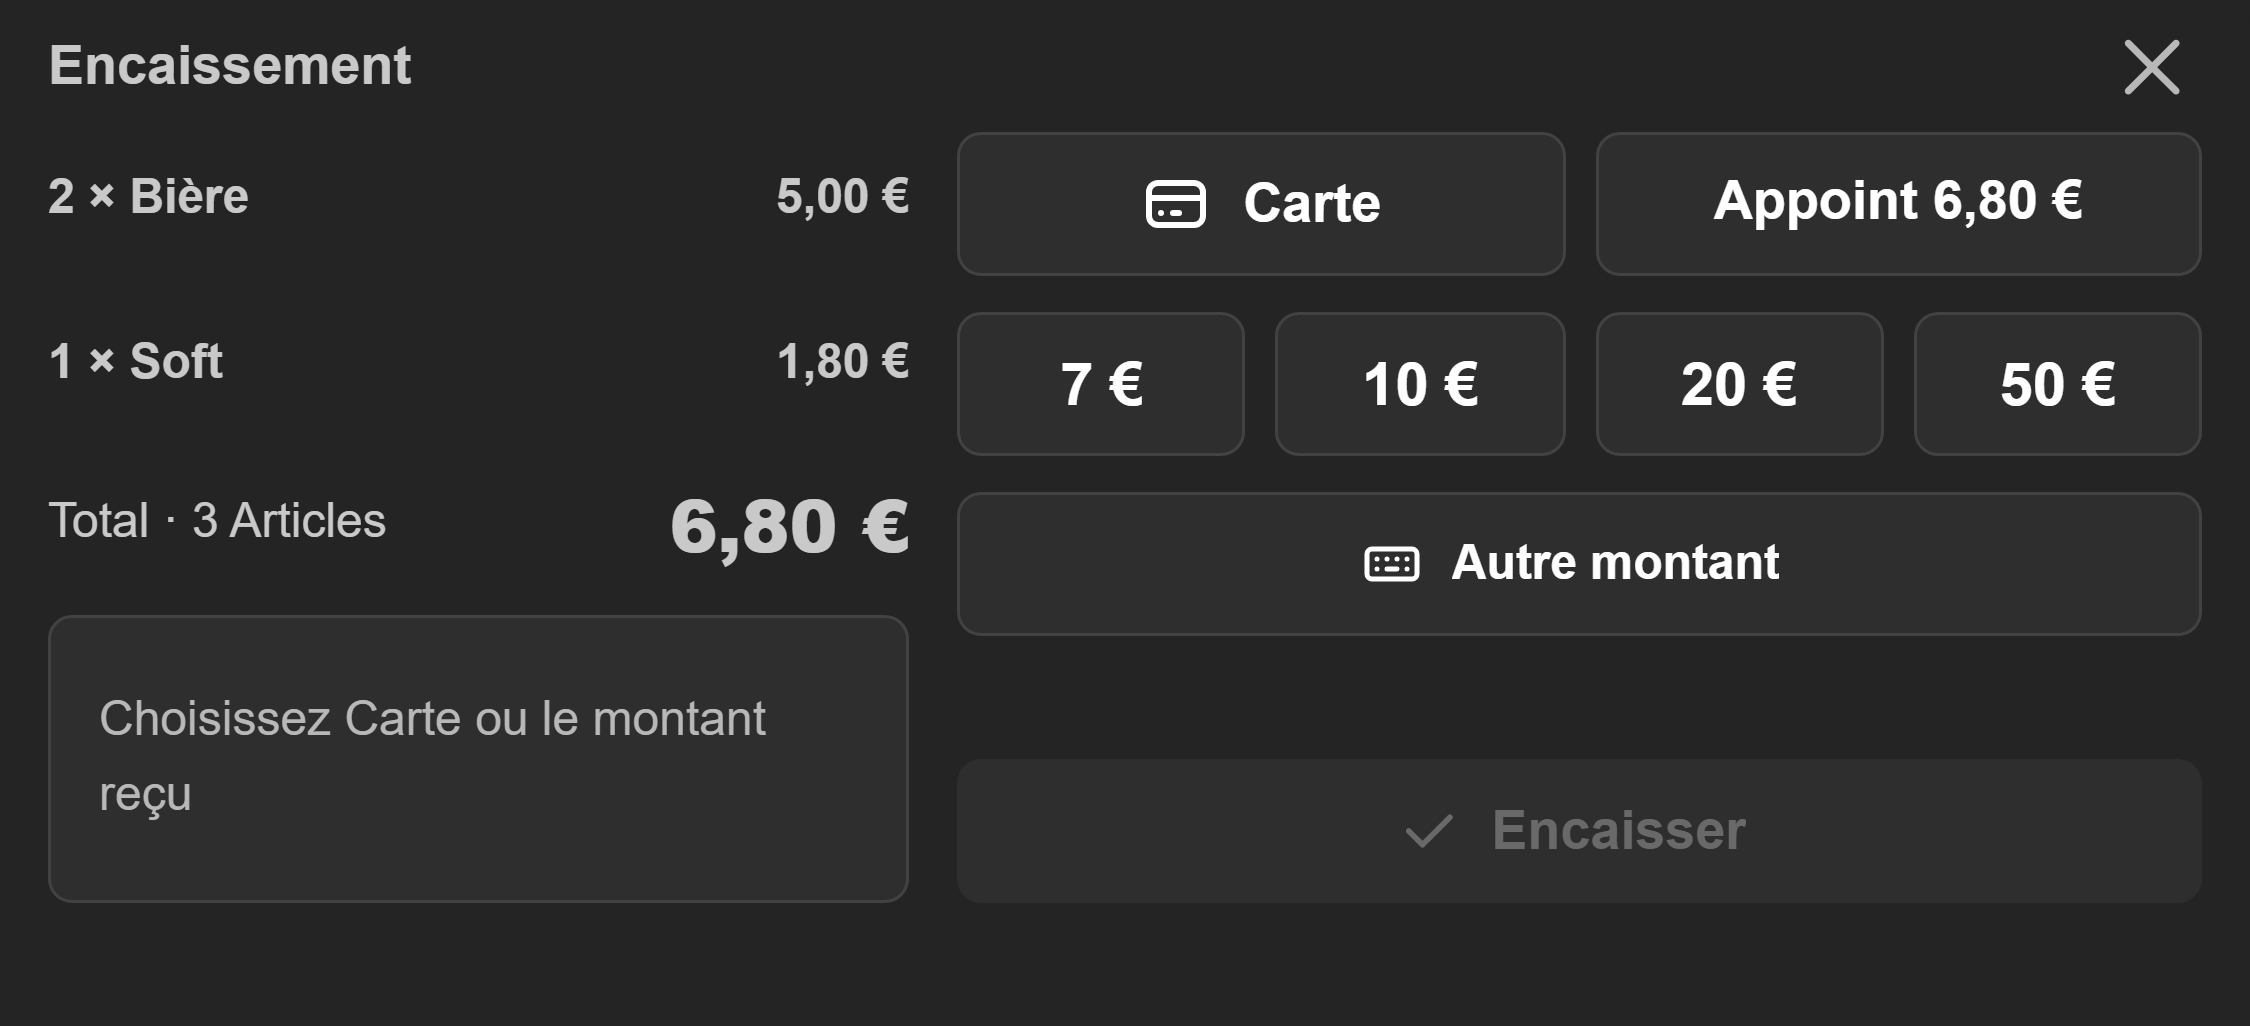 Encaissement
2 × Bière 5,00 €
1 × Soft 1,80 €
Total · 3 Articles 6,80 €
Choisissez Carte ou le montant
reçu
Carte
Appoint 6,80 €
7 €
10 €
20 €
50 €
Autre montant
Encaisser